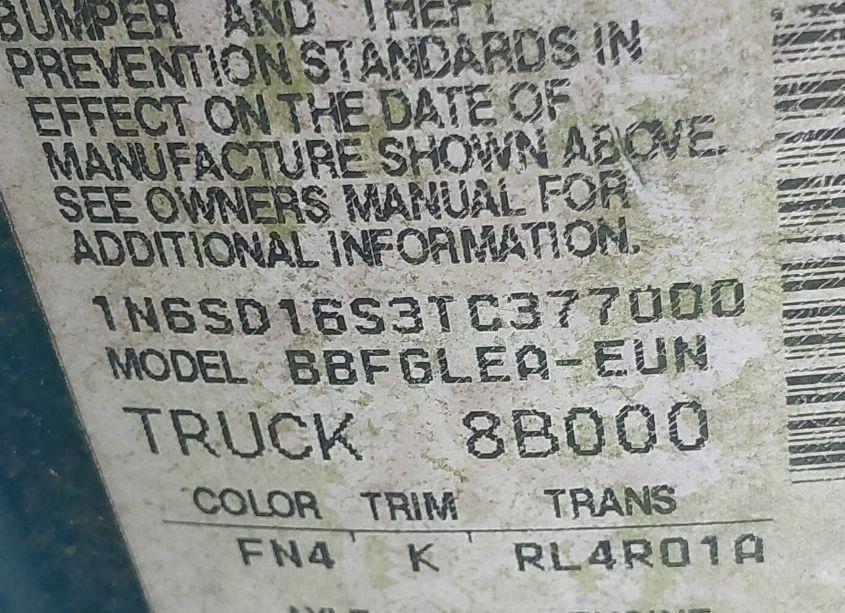 BUMPER AND THEFT
PREVENTION STANDARDS IN
EFFECT ON THE DATE OF
MANUFACTURE SHOWN ABOVE.
SEE OWNERS MANUAL FOR
ADDITIONAL INFORMATION.
1N6SD16S3TC377000
MODEL BBFGLEA-EUN
TRUCK 8B000
COLOR TRIM TRANS
FN4 K RL4R01A
AXLE